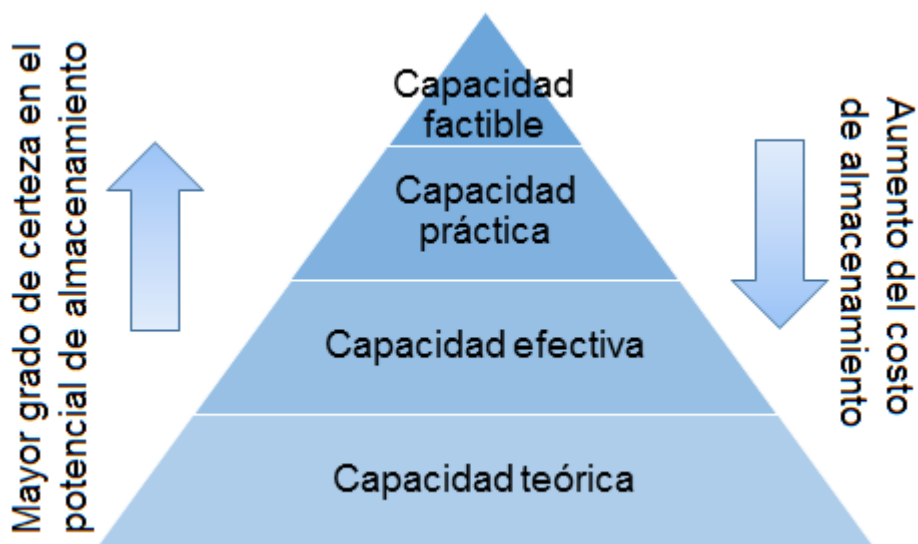 Mayor grado de certeza en el
potencial de almacenamiento
Capacidad
factible
Capacidad
práctica
Capacidad efectiva
Capacidad teórica
Aumento del costo
de almacenamiento